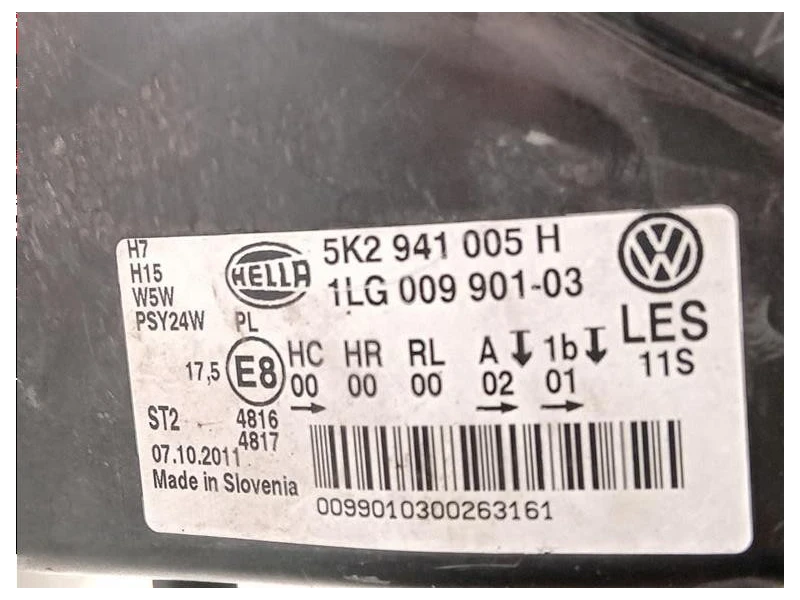 H7
H15
W5W
PSY24W PL
HELLA
5K2 941 005 H
1LG 009 901-03
LES
11S
17,5 E8
HC HR RL A 1b
00 00 00 02 01
ST2 4816
4817
07.10.2011
Made in Slovenia
0099010300263161